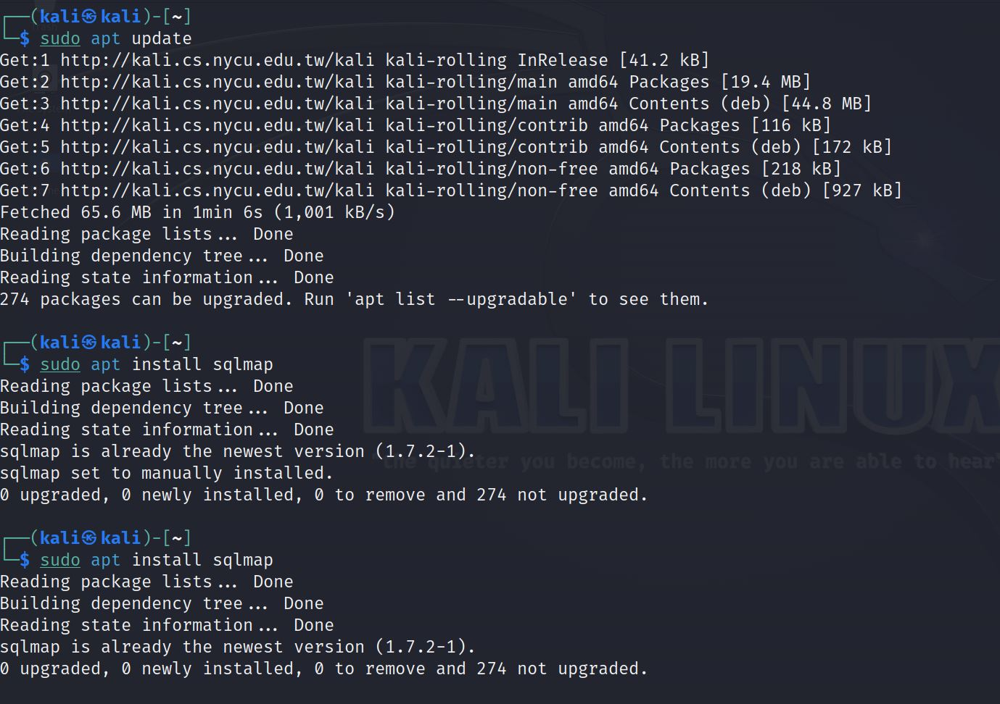 ┌──(kali㉿kali)-[~]
└─$ sudo apt update
Get:1 http://kali.cs.nycu.edu.tw/kali kali-rolling InRelease [41.2 kB]
Get:2 http://kali.cs.nycu.edu.tw/kali kali-rolling/main amd64 Packages [19.4 MB]
Get:3 http://kali.cs.nycu.edu.tw/kali kali-rolling/main amd64 Contents (deb) [44.8 MB]
Get:4 http://kali.cs.nycu.edu.tw/kali kali-rolling/contrib amd64 Packages [116 kB]
Get:5 http://kali.cs.nycu.edu.tw/kali kali-rolling/contrib amd64 Contents (deb) [172 kB]
Get:6 http://kali.cs.nycu.edu.tw/kali kali-rolling/non-free amd64 Packages [218 kB]
Get:7 http://kali.cs.nycu.edu.tw/kali kali-rolling/non-free amd64 Contents (deb) [927 kB]
Fetched 65.6 MB in 1min 6s (1,001 kB/s)
Reading package lists... Done
Building dependency tree... Done
Reading state information... Done
274 packages can be upgraded. Run 'apt list --upgradable' to see them.
┌──(kali㉿kali)-[~]
└─$ sudo apt install sqlmap
Reading package lists... Done
Building dependency tree... Done
Reading state information... Done
sqlmap is already the newest version (1.7.2-1).
sqlmap set to manually installed.
0 upgraded, 0 newly installed, 0 to remove and 274 not upgraded.
┌──(kali㉿kali)-[~]
└─$ sudo apt install sqlmap
Reading package lists... Done
Building dependency tree... Done
Reading state information... Done
sqlmap is already the newest version (1.7.2-1).
0 upgraded, 0 newly installed, 0 to remove and 274 not upgraded.
KALI LINUX
"the quieter you become, the more you are able to hear"